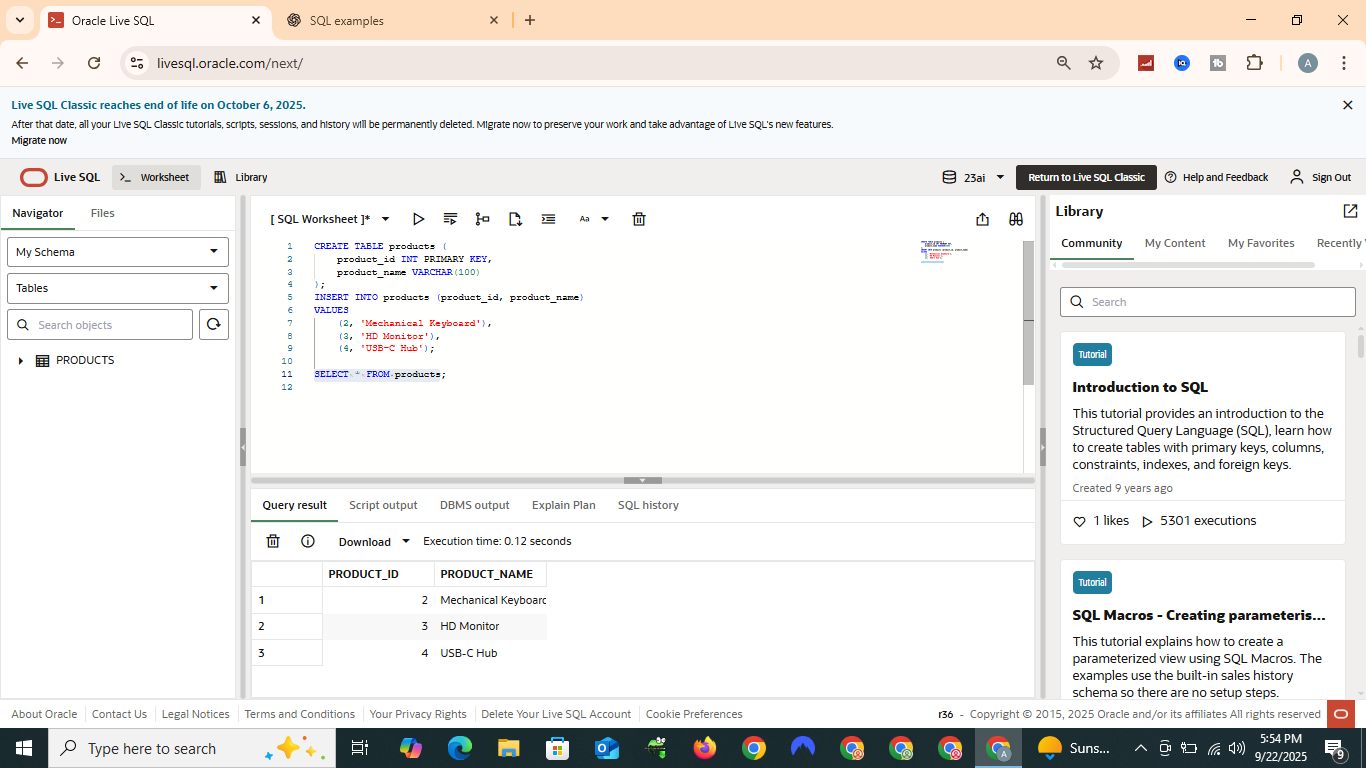 Oracle Live SQL
SQL examples
livesql.oracle.com/next/
A
Live SQL Classic reaches end of life on October 6, 2025.
After that date, all your Live SQL Classic tutorials, scripts, sessions, and history will be permanently deleted. Migrate now to preserve your work and take advantage of Live SQL's new features.
Migrate now
Live SQL
Worksheet
Library
23ai
Return to Live SQL Classic
Help and Feedback
Sign Out
Navigator
Files
My Schema
Tables
Search objects
PRODUCTS
[ SQL Worksheet ]*
Aa
1 CREATE TABLE products (
2 product_id INT PRIMARY KEY,
3 product_name VARCHAR(100)
4 );
5 INSERT INTO products (product_id, product_name)
6 VALUES
7 (2, 'Mechanical Keyboard'),
8 (3, 'HD Monitor'),
9 (4, 'USB-C Hub');
10
11 SELECT * FROM products;
12
Query result
Script output
DBMS output
Explain Plan
SQL history
Download
Execution time: 0.12 seconds
PRODUCT_ID PRODUCT_NAME
1 2 Mechanical Keyboard
2 3 HD Monitor
3 4 USB-C Hub
Library
Community
My Content
My Favorites
Recently
Search
Tutorial
Introduction to SQL
This tutorial provides an introduction to the
Structured Query Language (SQL), learn how
to create tables with primary keys, columns,
constraints, indexes, and foreign keys.
Created 9 years ago
1 likes
5301 executions
Tutorial
SQL Macros - Creating parameteris...
This tutorial explains how to create a
parameterized view using SQL Macros. The
examples use the built-in sales history
schema so there are no setup steps.
About Oracle
Contact Us
Legal Notices
Terms and Conditions
Your Privacy Rights
Delete Your Live SQL Account
Cookie Preferences
r36 - Copyright © 2015, 2025 Oracle and/or its affiliates All rights reserved
Type here to search
A
Suns...
5:54 PM
9/22/2025
9